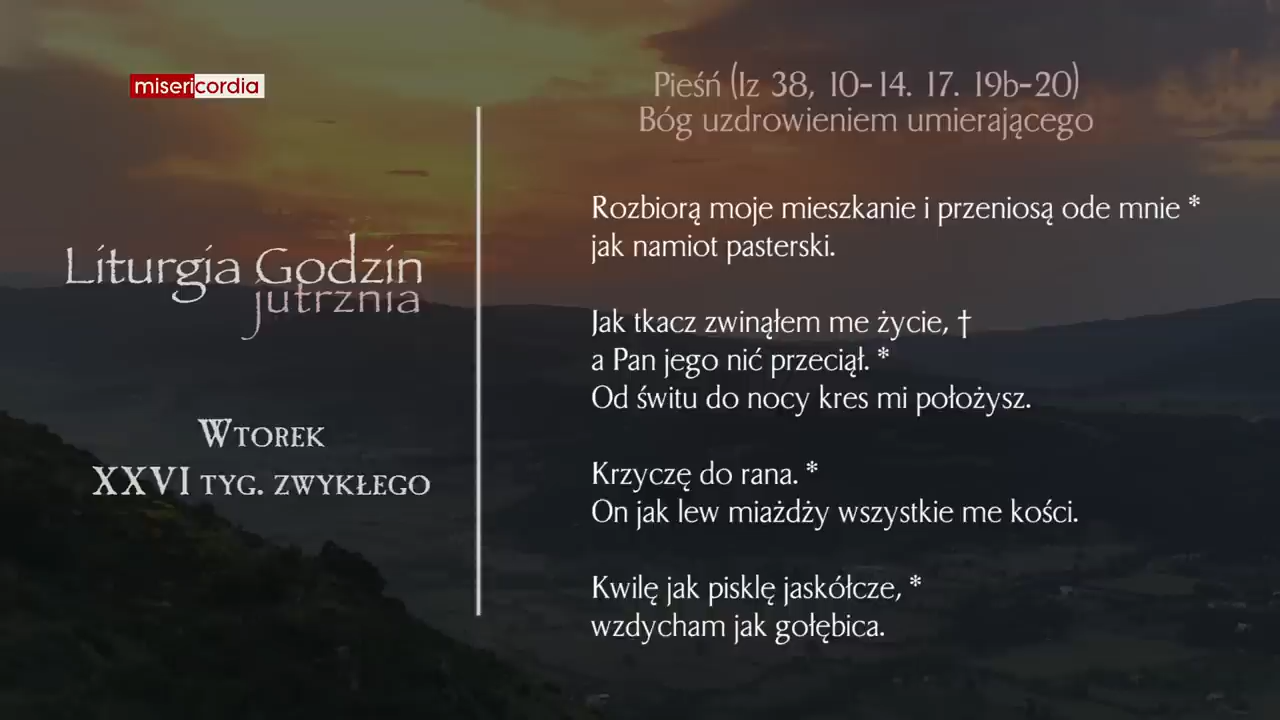 misericordia
Liturgia Godzin
jutrznia
Wtorek
XXVI tyg. zwykłego
Pieśń (Iz 38, 10-14. 17. 19b-20)
Bóg uzdrowieniem umierającego
Rozbiorą moje mieszkanie i przeniosą ode mnie *
jak namiot pasterski.
Jak tkacz zwinąłem me życie, †
a Pan jego nić przeciął. *
Od świtu do nocy kres mi położysz.
Krzyczę do rana. *
On jak lew miażdży wszystkie me kości.
Kwilę jak pisklę jaskółcze, *
wzdycham jak gołębica.